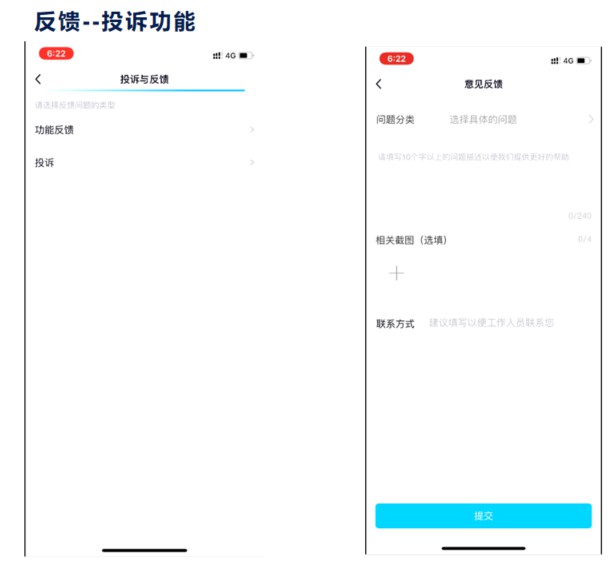 反馈--投诉功能
6:22
4G
投诉与反馈
请选择反馈问题的类型
功能反馈
投诉
6:22
4G
意见反馈
问题分类 选择具体的问题
请填写10个字以上的问题描述以便我们提供更好的帮助
0/240
相关截图（选填） 0/4
联系方式 建议填写以便工作人员联系您
提交